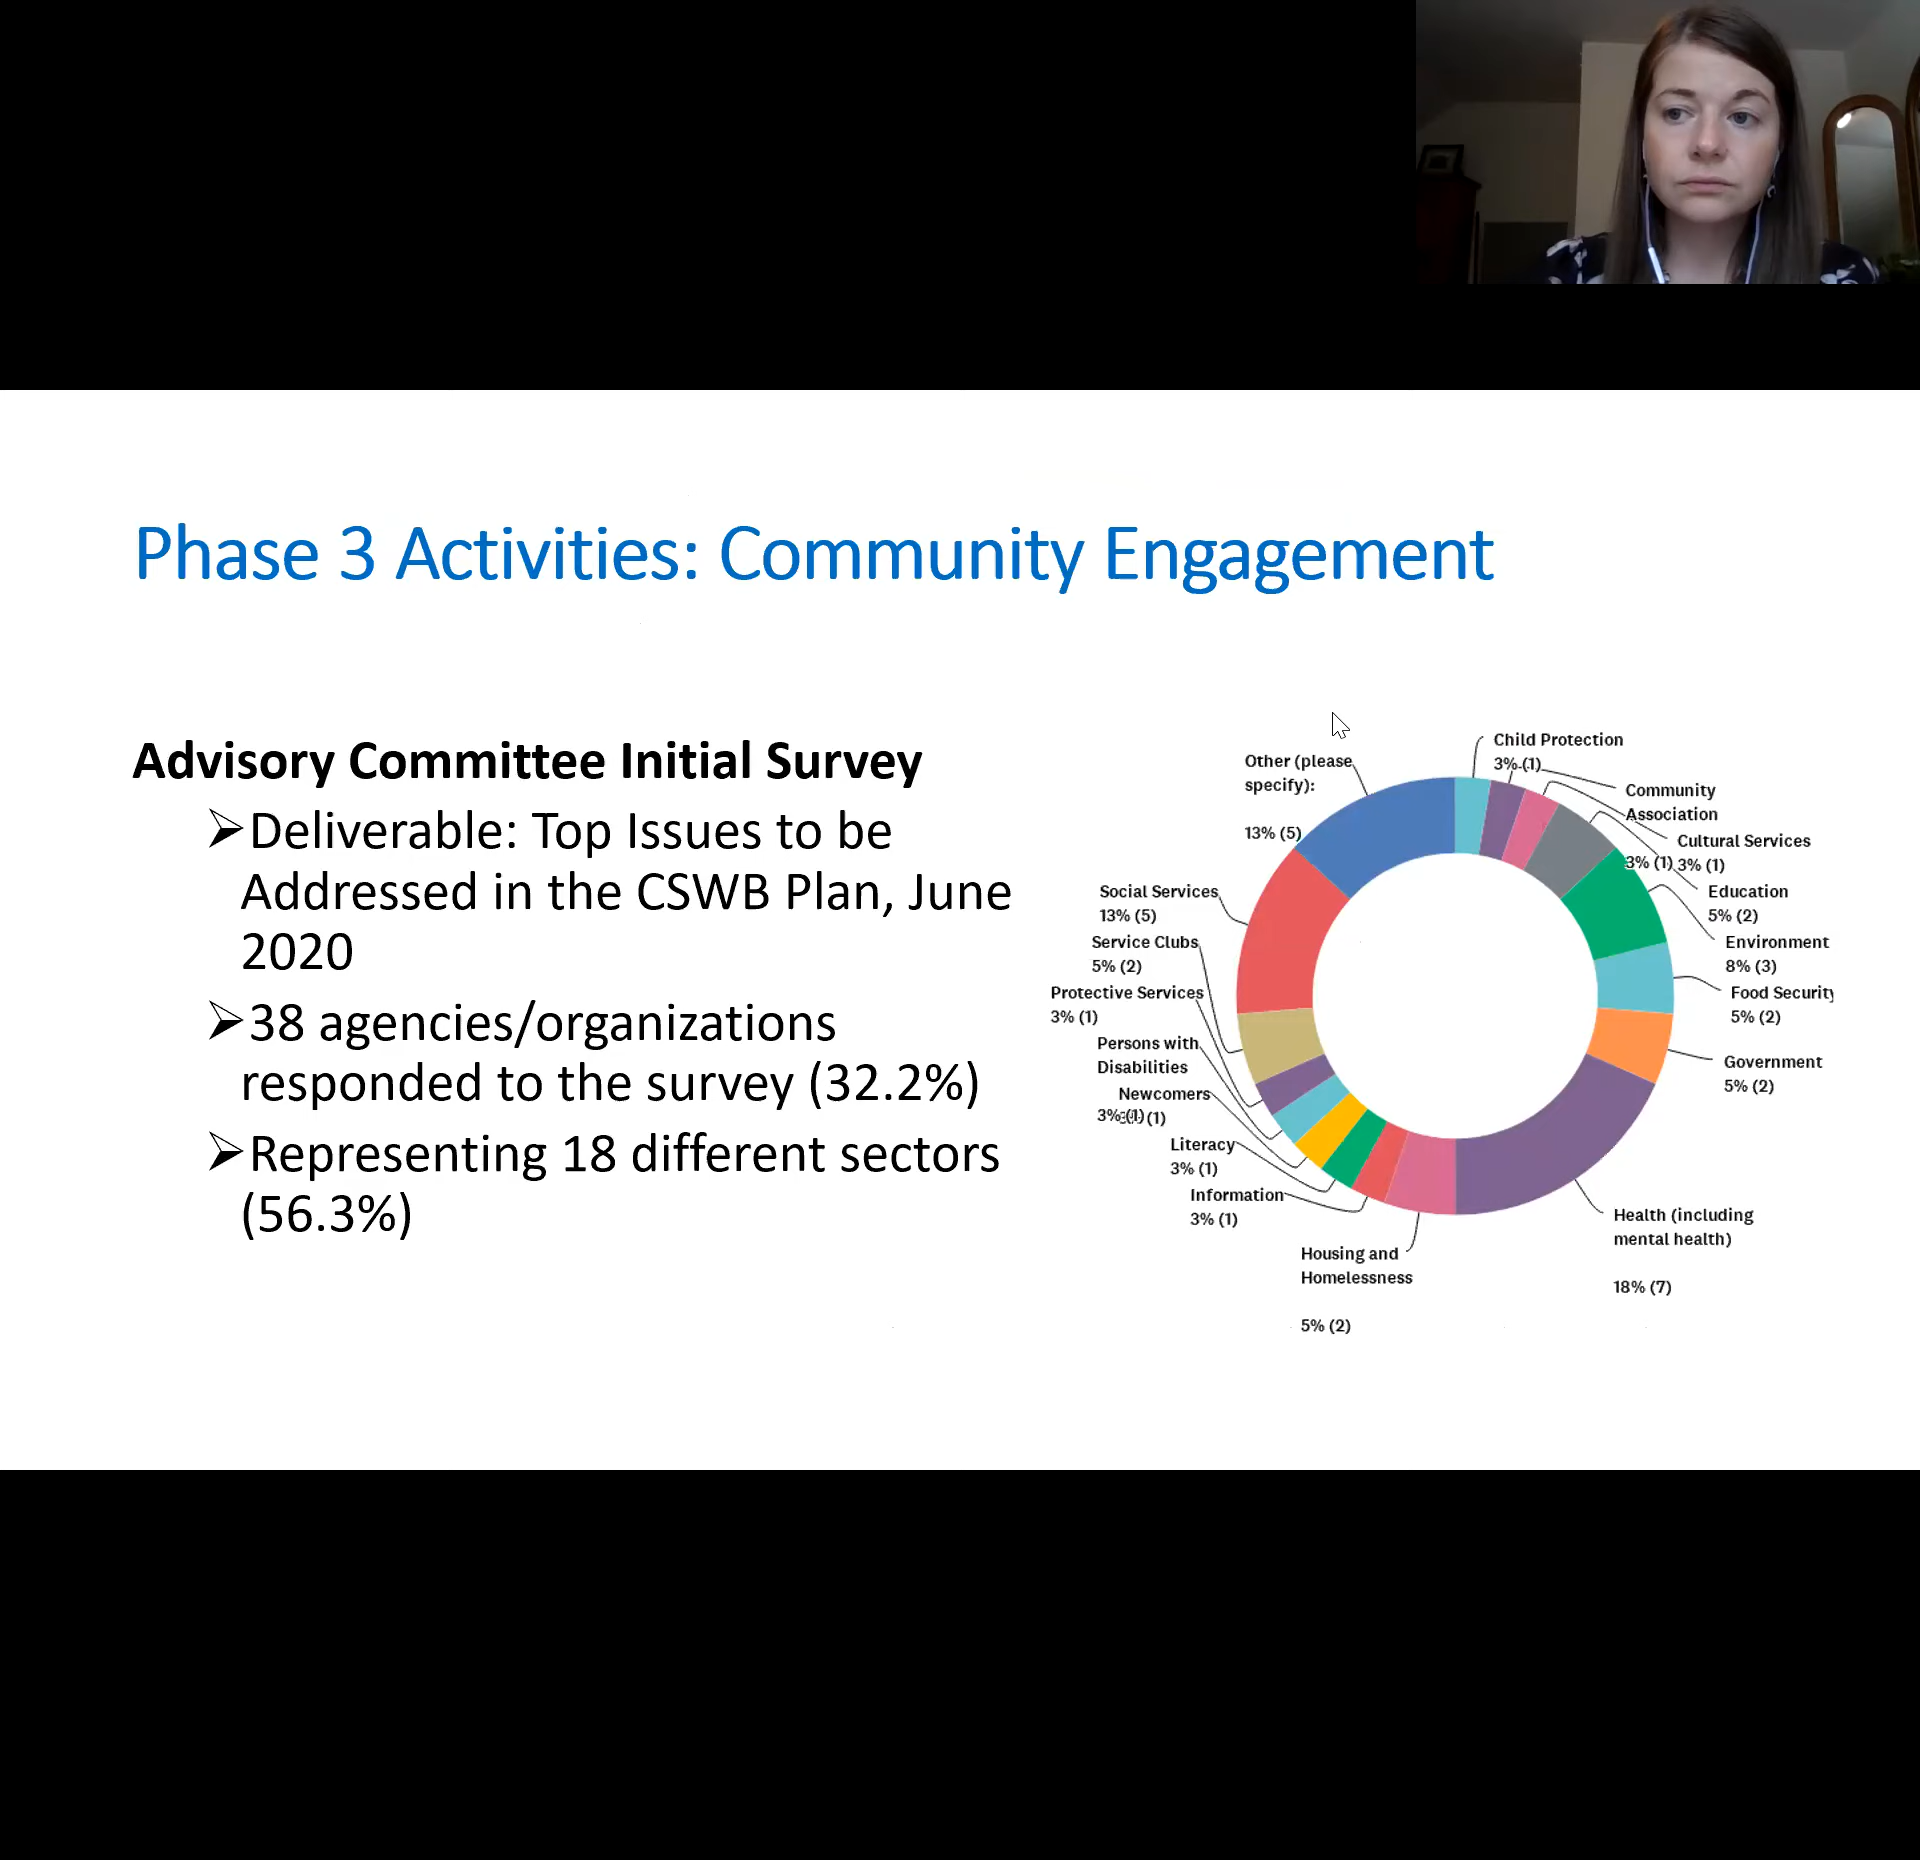 Phase 3 Activities: Community Engagement
Advisory Committee Initial Survey
➢Deliverable: Top Issues to be
Addressed in the CSWB Plan, June
2020
➢38 agencies/organizations
responded to the survey (32.2%)
➢Representing 18 different sectors
(56.3%)
Other (please
specify):
13% (5)
Social Services
13% (5)
Service Clubs
5% (2)
Protective Services
3% (1)
Persons with
Disabilities
3% (1)
Newcomers
(1)
Literacy
3% (1)
Information
3% (1)
Housing and
Homelessness
5% (2)
Child Protection
3% (1)
Community
Association
3% (1)
Cultural Services
3% (1)
Education
5% (2)
Environment
8% (3)
Food Security
5% (2)
Government
5% (2)
Health (including
mental health)
18% (7)